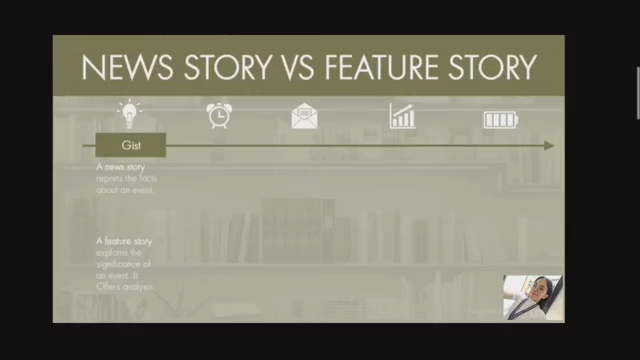 NEWS STORY VS FEATURE STORY
Gist
A news story
reports the facts
about an event.
A feature story
explains the
significance of
an event. It
Offers analysis.